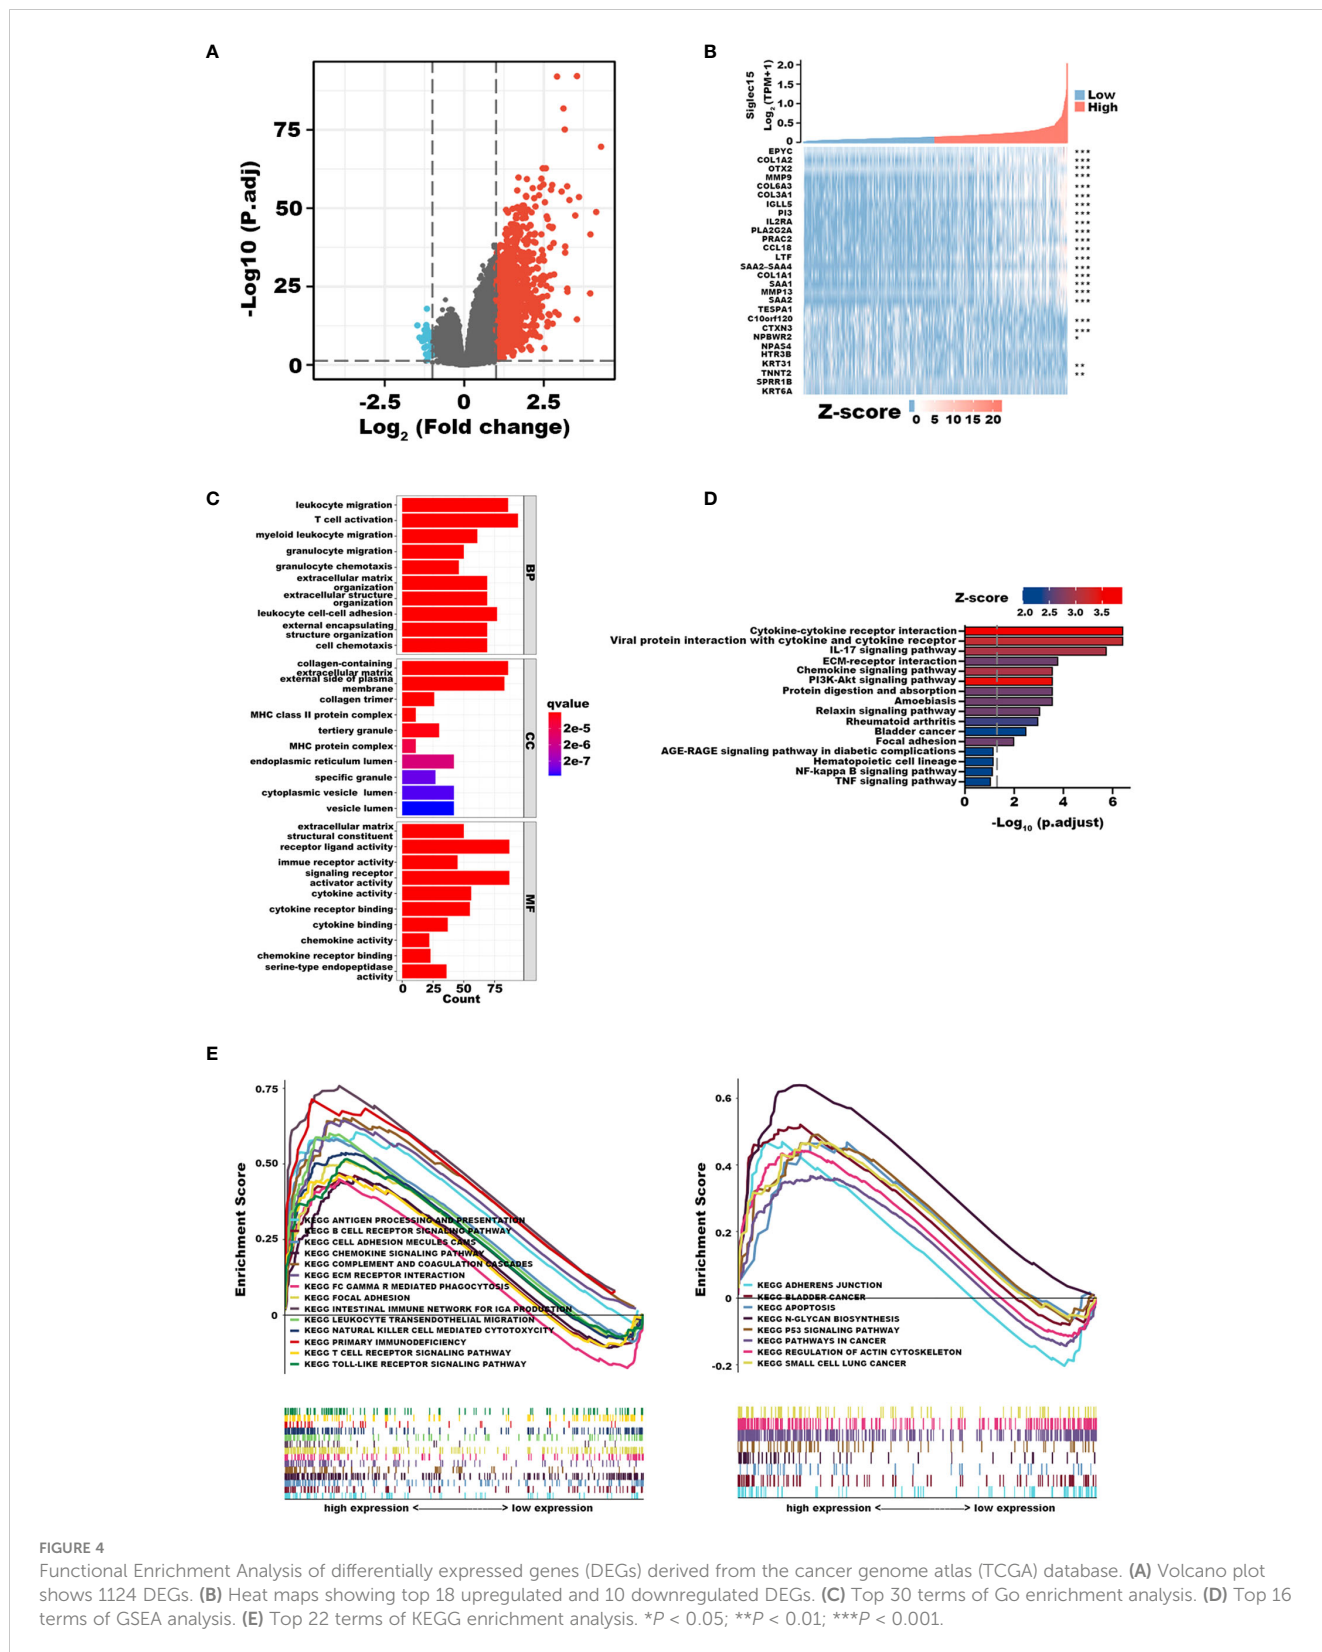 A
-Log10 (P.adj)
75
50
25
0
-2.5 0 2.5
Log2 (Fold change)
B
Siglec15
Log2 (TPM+1)
2.0
1.5
1.0
0.5
0
Low
High
EPYC ***
COL1A2 ***
OTX2 ***
MMP9 ***
COL6A3 ***
COL3A1 ***
IGLL5 ***
PI3 ***
IL2RA ***
PLA2G2A ***
PRAC2 ***
CCL18 ***
LTF ***
SAA2-SAA4 ***
COL1A1 ***
SAA1 ***
MMP13 ***
SAA2 ***
TESPA1
C10orf120 ***
CTXN3 ***
NPBWR2 *
NPAS4
HTR3B
KRT31 **
TNNT2 **
SPRR1B
KRT6A
Z-score
0 5 10 15 20
C
leukocyte migration
T cell activation
myeloid leukocyte migration
granulocyte migration
granulocyte chemotaxis
extracellular matrix
organization
extracellular structure
organization
leukocyte cell-cell adhesion
external encapsulating
structure organization
cell chemotaxis
BP
collagen-containing
extracellular matrix
external side of plasma
membrane
collagen trimer
MHC class II protein complex
tertiary granule
MHC protein complex
endoplasmic reticulum lumen
specific granule
cytoplasmic vesicle lumen
vesicle lumen
CC
extracellular matrix
structural constituent
receptor ligand activity
immue receptor activity
signaling receptor
activator activity
cytokine activity
cytokine receptor binding
cytokine binding
chemokine activity
chemokine receptor binding
serine-type endopeptidase
activity
MF
0 25 50 75
Count
qvalue
2e-5
2e-6
2e-7
D
Z-score
2.0 2.5 3.0 3.5
Cytokine-cytokine receptor interaction
Viral protein interaction with cytokine and cytokine receptor
IL-17 signaling pathway
ECM-receptor interaction
Chemokine signaling pathway
PI3K-Akt signaling pathway
Protein digestion and absorption
Amoebiasis
Relaxin signaling pathway
Rheumatoid arthritis
Bladder cancer
Focal adhesion
AGE-RAGE signaling pathway in diabetic complications
Hematopoietic cell lineage
NF-kappa B signaling pathway
TNF signaling pathway
0 2 4 6
-Log10 (p.adjust)
E
Enrichment Score
0.75
0.50
0.25
0
KEGG ANTIGEN PROCESSING AND PRESENTATION
KEGG B CELL RECEPTOR SIGNALING PATHWAY
KEGG CELL ADHESION MECULES CAMS
KEGG CHEMOKINE SIGNALING PATHWAY
KEGG COMPLEMENT AND COAGULATION CASCADES
KEGG ECM RECEPTOR INTERACTION
KEGG FC GAMMA R MEDIATED PHAGOCYTOSIS
KEGG FOCAL ADHESION
KEGG INTESTINAL IMMUNE NETWORK FOR IGA PRODUCTION
KEGG LEUKOCYTE TRANSENDOTHELIAL MIGRATION
KEGG NATURAL KILLER CELL MEDIATED CYTOTOXYCITY
KEGG PRIMARY IMMUNODEFICIENCY
KEGG T CELL RECEPTOR SIGNALING PATHWAY
KEGG TOLL-LIKE RECEPTOR SIGNALING PATHWAY
high expression <----------> low expression
Enrichment Score
0.6
0.4
0.2
0
-0.2
KEGG ADHERENS JUNCTION
KEGG BLADDER CANCER
KEGG APOPTOSIS
KEGG N-GLYCAN BIOSYNTHESIS
KEGG P53 SIGNALING PATHWAY
KEGG PATHWAYS IN CANCER
KEGG REGULATION OF ACTIN CYTOSKELETON
KEGG SMALL CELL LUNG CANCER
high expression <----------> low expression
FIGURE 4
Functional Enrichment Analysis of differentially expressed genes (DEGs) derived from the cancer genome atlas (TCGA) database. (A) Volcano plot
shows 1124 DEGs. (B) Heat maps showing top 18 upregulated and 10 downregulated DEGs. (C) Top 30 terms of Go enrichment analysis. (D) Top 16
terms of GSEA analysis. (E) Top 22 terms of KEGG enrichment analysis. *P < 0.05; **P < 0.01; ***P < 0.001.